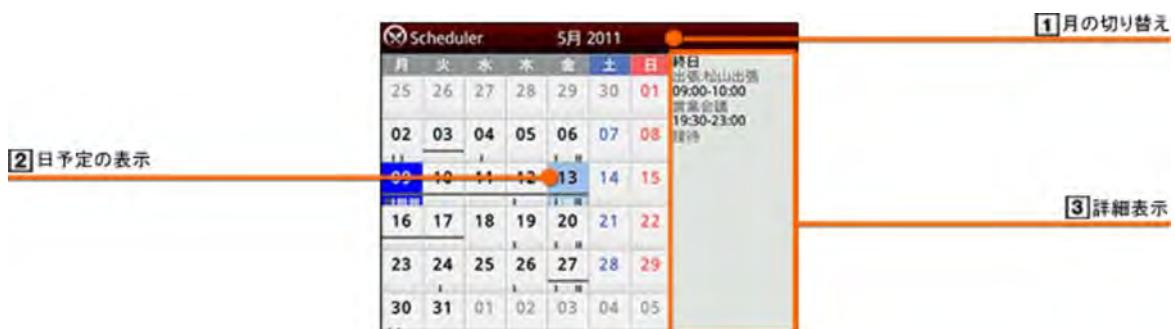 Scheduler 5月 2011
1 月の切り替え
月 火 水 木 金 土 日
終日
出張:松山出張
09:00-10:00
営業会議
19:30-23:00
接待
25 26 27 28 29 30 01
02 03 04 05 06 07 08
2 日予定の表示
09 10 11 12 13 14 15
3 詳細表示
16 17 18 19 20 21 22
23 24 25 26 27 28 29
30 31 01 02 03 04 05